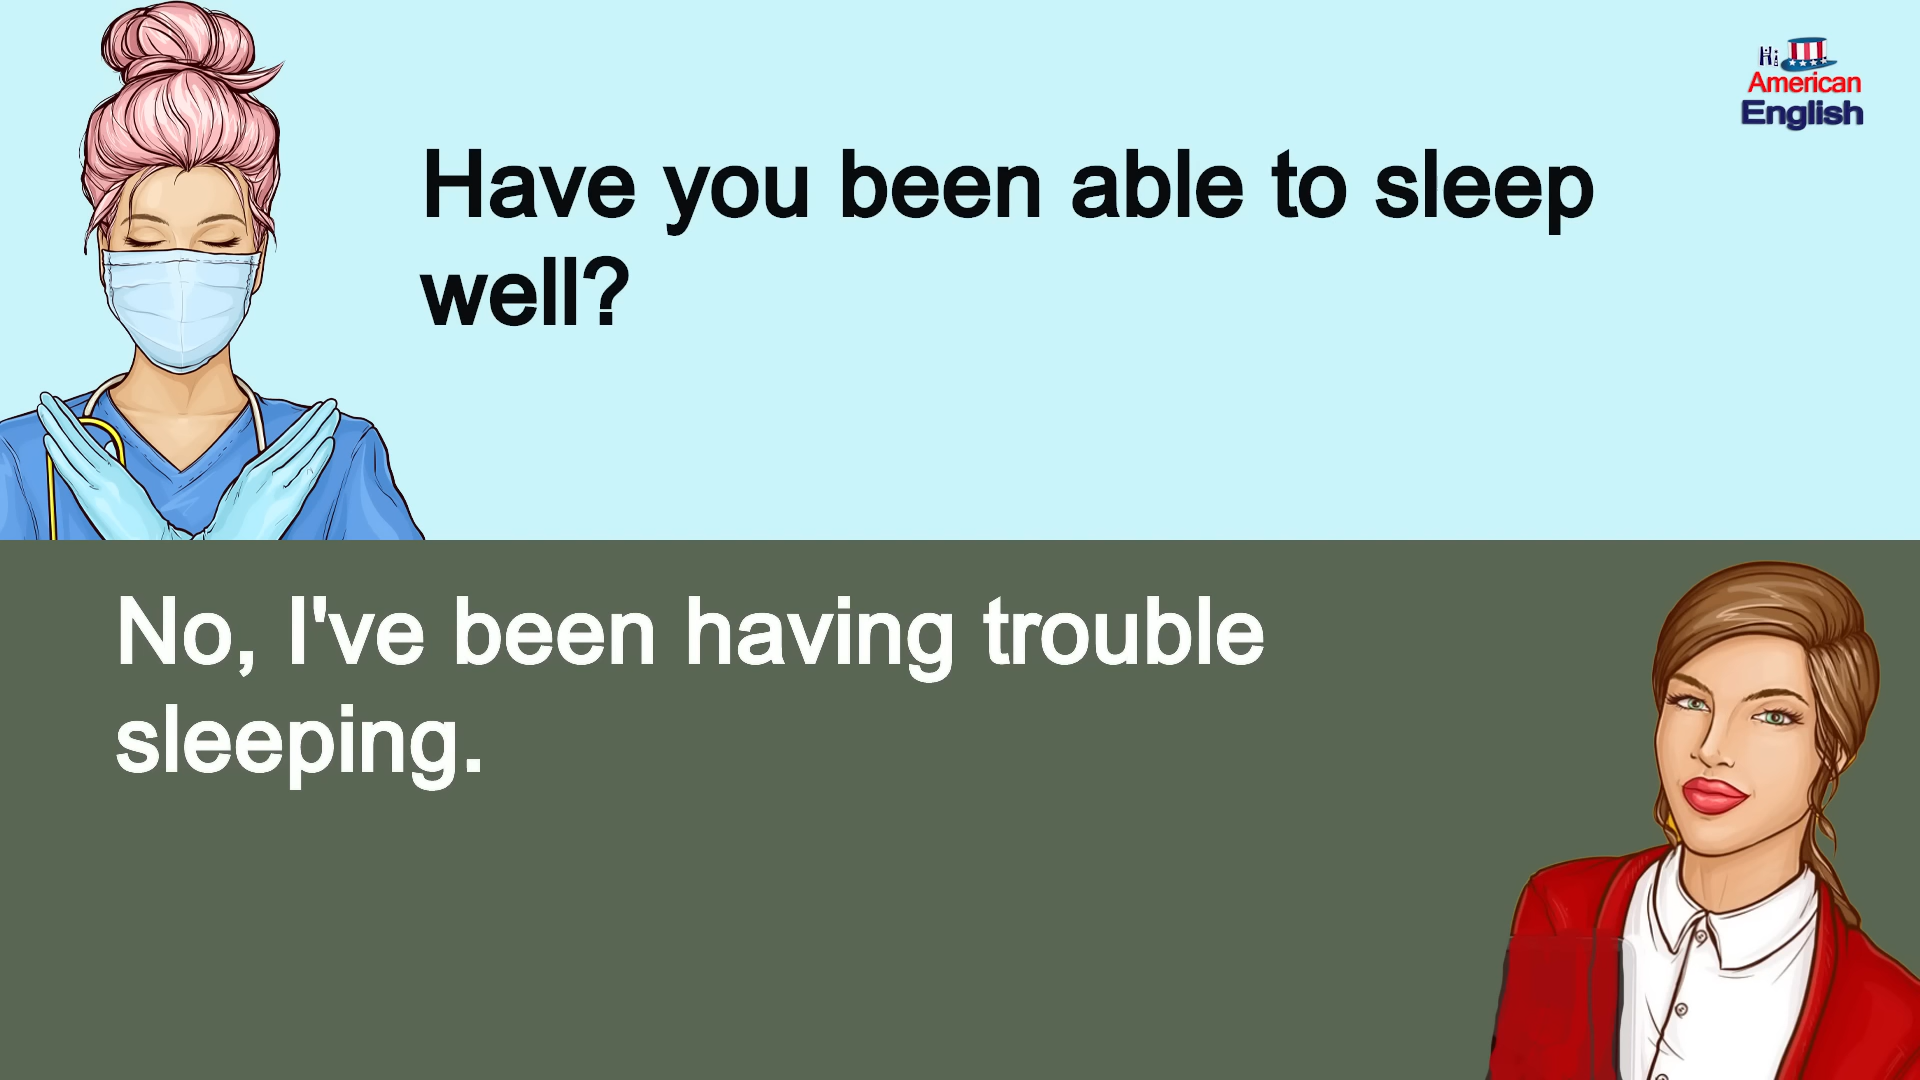 Hi
American
English
Have you been able to sleep
well?
No, I've been having trouble
sleeping.